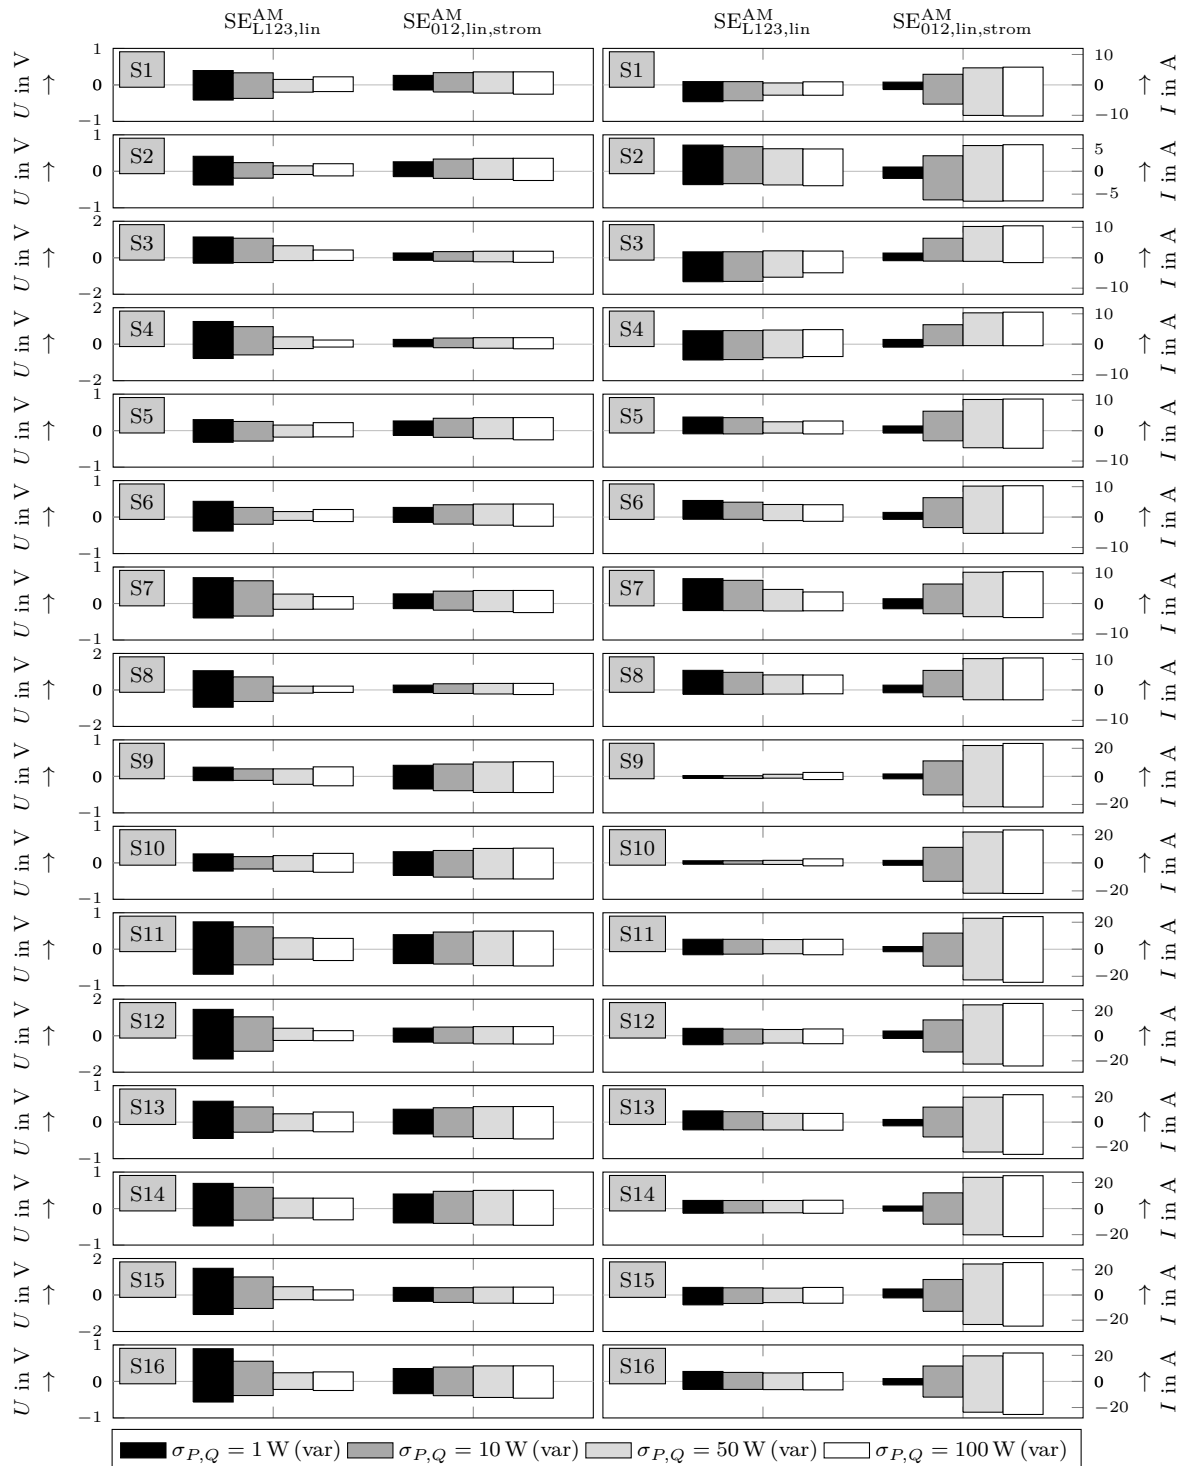 SE^AM_L123,lin SE^AM_012,lin,strom SE^AM_L123,lin SE^AM_012,lin,strom
U in V → 1 0 −1 S1 S1 10 0 −10 → I in A
U in V → 1 0 −1 S2 S2 5 0 −5 → I in A
U in V → 2 0 −2 S3 S3 10 0 −10 → I in A
U in V → 2 0 −2 S4 S4 10 0 −10 → I in A
U in V → 1 0 −1 S5 S5 10 0 −10 → I in A
U in V → 1 0 −1 S6 S6 10 0 −10 → I in A
U in V → 1 0 −1 S7 S7 10 0 −10 → I in A
U in V → 2 0 −2 S8 S8 10 0 −10 → I in A
U in V → 1 0 −1 S9 S9 20 0 −20 → I in A
U in V → 1 0 −1 S10 S10 20 0 −20 → I in A
U in V → 1 0 −1 S11 S11 20 0 −20 → I in A
U in V → 2 0 −2 S12 S12 20 0 −20 → I in A
U in V → 1 0 −1 S13 S13 20 0 −20 → I in A
U in V → 1 0 −1 S14 S14 20 0 −20 → I in A
U in V → 2 0 −2 S15 S15 20 0 −20 → I in A
U in V → 1 0 −1 S16 S16 20 0 −20 → I in A
σ_P,Q = 1 W (var) σ_P,Q = 10 W (var) σ_P,Q = 50 W (var) σ_P,Q = 100 W (var)